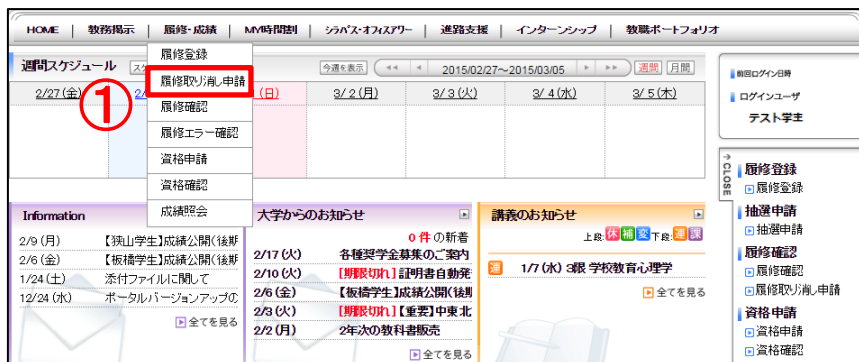 HOME | 教務掲示 | 履修・成績 | MY時間割 | シラバス・オフィスアワー | 進路支援 | インターンシップ | 教職ポートフォリオ
週間スケジュール
今週を表示 2015/02/27～2015/03/05 週間 月間
2/27(金) (日) 3/2(月) 3/3(火) 3/4(水) 3/5(木)
①
履修登録
履修取り消し申請
履修確認
履修エラー確認
資格申請
資格確認
成績照会
前回ログイン日時
ログインユーザ
テスト学主
CLOSE
履修登録
履修登録
抽選申請
抽選申請
履修確認
履修確認
履修取り消し申請
資格申請
資格申請
資格確認
Information
2/9(月) 【狭山学生】成績公開(後期
2/6(金) 【板橋学生】成績公開(後期
1/24(土) 添付ファイルに関して
12/24(水) ポータルバージョンアップの
全てを見る
大学からのお知らせ
0 件の新着
2/17(火) 各種奨学金募集のご案内
2/10(火) [期限切れ]証明書自動発
2/6(金) 【板橋学生】成績公開(後期
2/3(火) [期限切れ]【重要】中東北
2/2(月) 2年次の教科書販売
全てを見る
講義のお知らせ
上段:休補変下段:連課
連 1/7(水) 3限 学校教育心理学
全てを見る